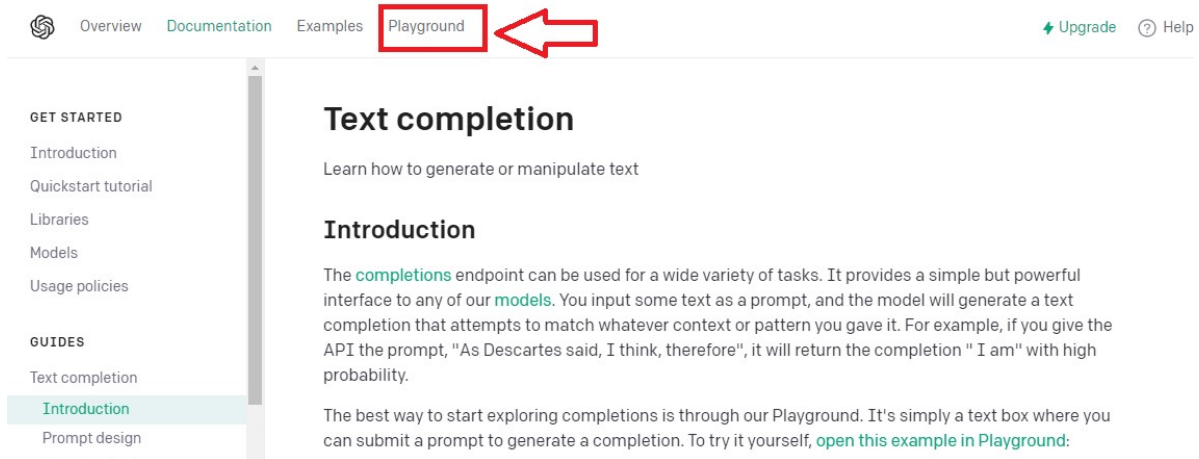 Overview Documentation Examples Playground Upgrade Help
GET STARTED
Introduction
Quickstart tutorial
Libraries
Models
Usage policies
GUIDES
Text completion
Introduction
Prompt design
Text completion
Learn how to generate or manipulate text
Introduction
The completions endpoint can be used for a wide variety of tasks. It provides a simple but powerful
interface to any of our models. You input some text as a prompt, and the model will generate a text
completion that attempts to match whatever context or pattern you gave it. For example, if you give the
API the prompt, "As Descartes said, I think, therefore", it will return the completion " I am" with high
probability.
The best way to start exploring completions is through our Playground. It's simply a text box where you
can submit a prompt to generate a completion. To try it yourself, open this example in Playground: